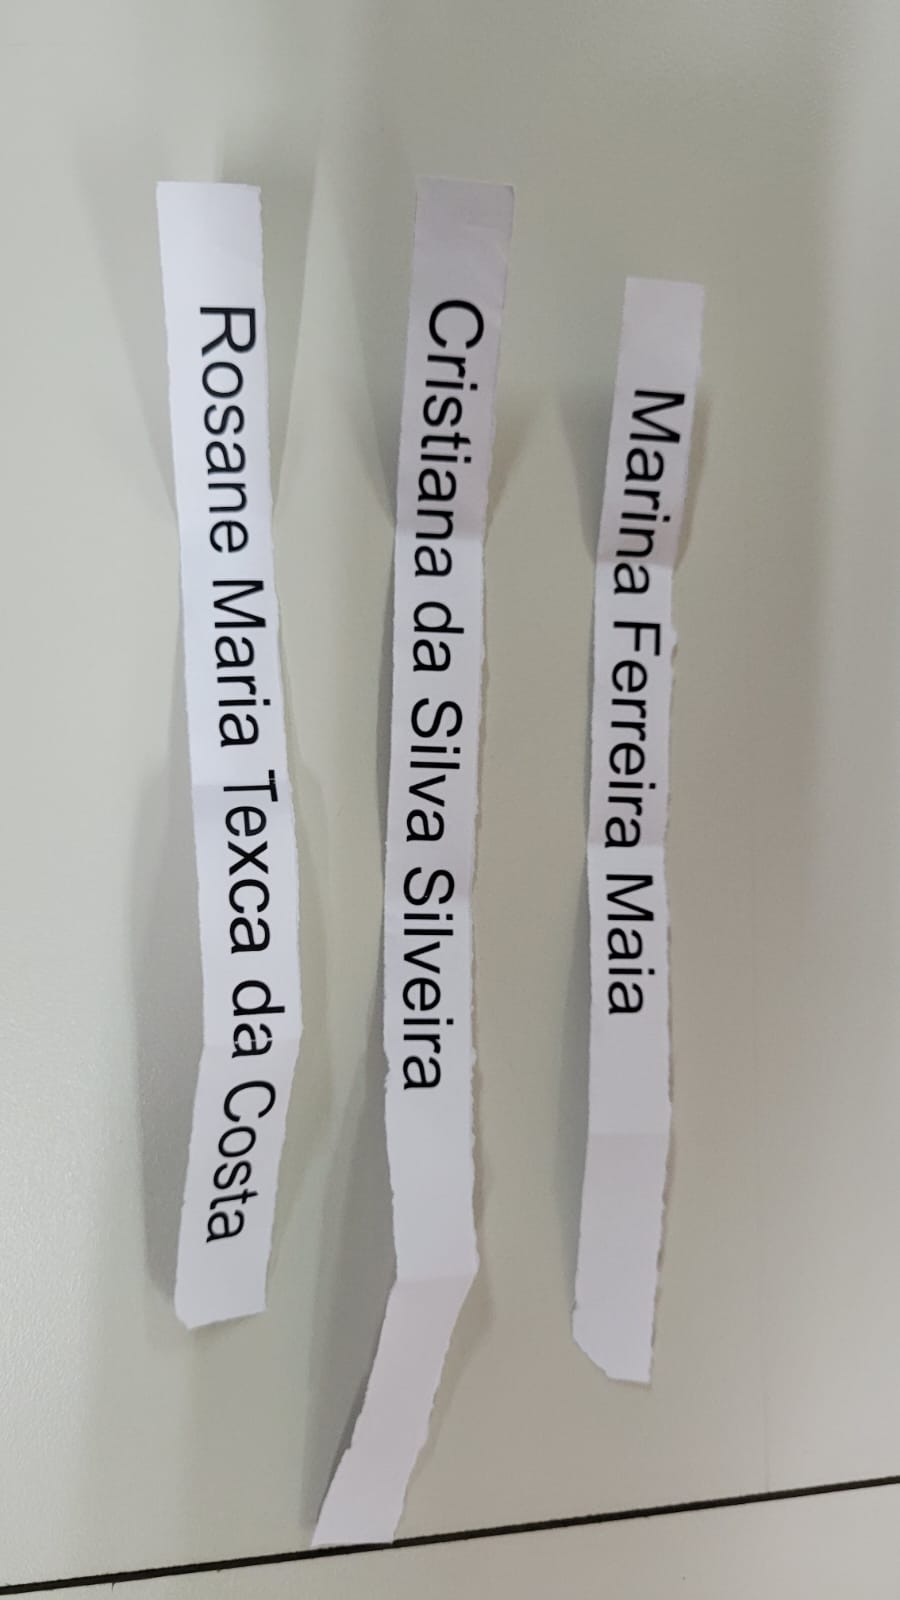 Marina Ferreira Maia
Cristiana da Silva Silveira
Rosane Maria Texca da Costa